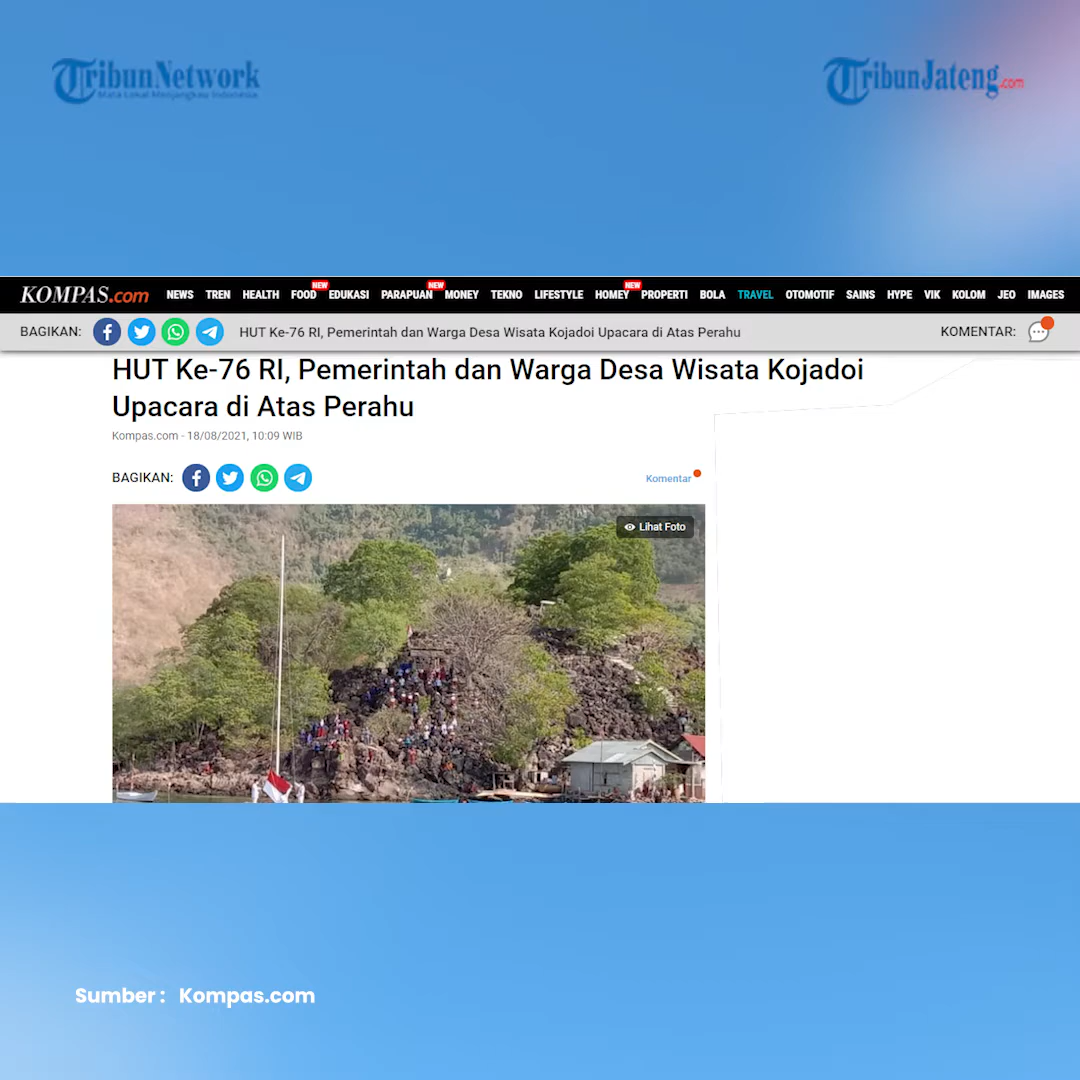 TribunNetwork
Mata Lokal Menjangkau Indonesia
TribunJateng.com
KOMPAS.com NEWS TREN HEALTH FOOD NEW EDUKASI PARAPUAN NEW MONEY TEKNO LIFESTYLE HOMEY NEW PROPERTI BOLA TRAVEL OTOMOTIF SAINS HYPE VIK KOLOM JEO IMAGES
BAGIKAN: HUT Ke-76 RI, Pemerintah dan Warga Desa Wisata Kojadoi Upacara di Atas Perahu KOMENTAR:
HUT Ke-76 RI, Pemerintah dan Warga Desa Wisata Kojadoi
Upacara di Atas Perahu
Kompas.com - 18/08/2021, 10:09 WIB
BAGIKAN: Komentar
Lihat Foto
Sumber : Kompas.com